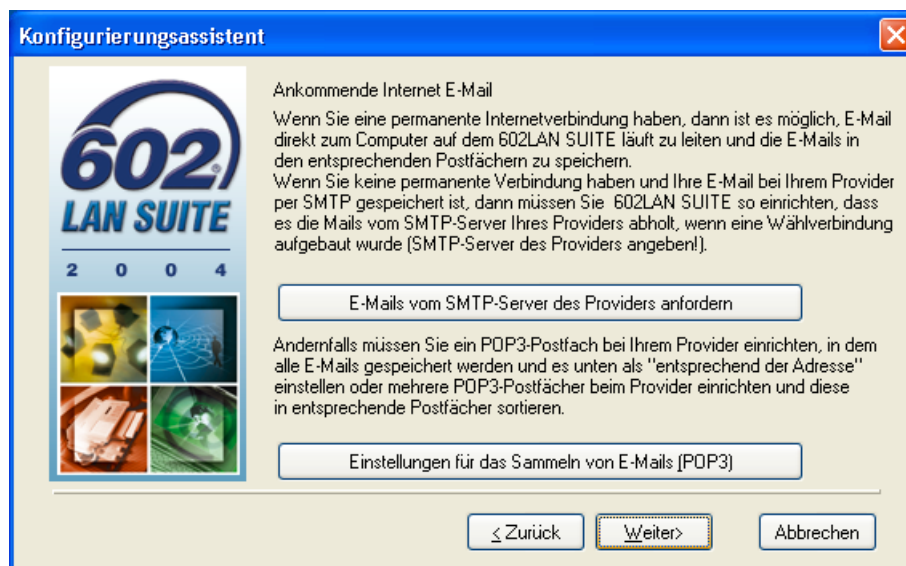 Konfigurierungsassistent
602
LAN SUITE
2 0 0 4
Ankommende Internet E-Mail
Wenn Sie eine permanente Internetverbindung haben, dann ist es möglich, E-Mail
direkt zum Computer auf dem 602LAN SUITE läuft zu leiten und die E-Mails in
den entsprechenden Postfächern zu speichern.
Wenn Sie keine permanente Verbindung haben und Ihre E-Mail bei Ihrem Provider
per SMTP gespeichert ist, dann müssen Sie  602LAN SUITE so einrichten, dass
es die Mails vom SMTP-Server Ihres Providers abholt, wenn eine Wählverbindung
aufgebaut wurde (SMTP-Server des Providers angeben!).
E-Mails vom SMTP-Server des Providers anfordern
Andernfalls müssen Sie ein POP3-Postfach bei Ihrem Provider einrichten, in dem
alle E-Mails gespeichert werden und es unten als "entsprechend der Adresse"
einstellen oder mehrere POP3-Postfächer beim Provider einrichten und diese
in entsprechende Postfächer sortieren.
Einstellungen für das Sammeln von E-Mails (POP3)
< Zurück
Weiter>
Abbrechen